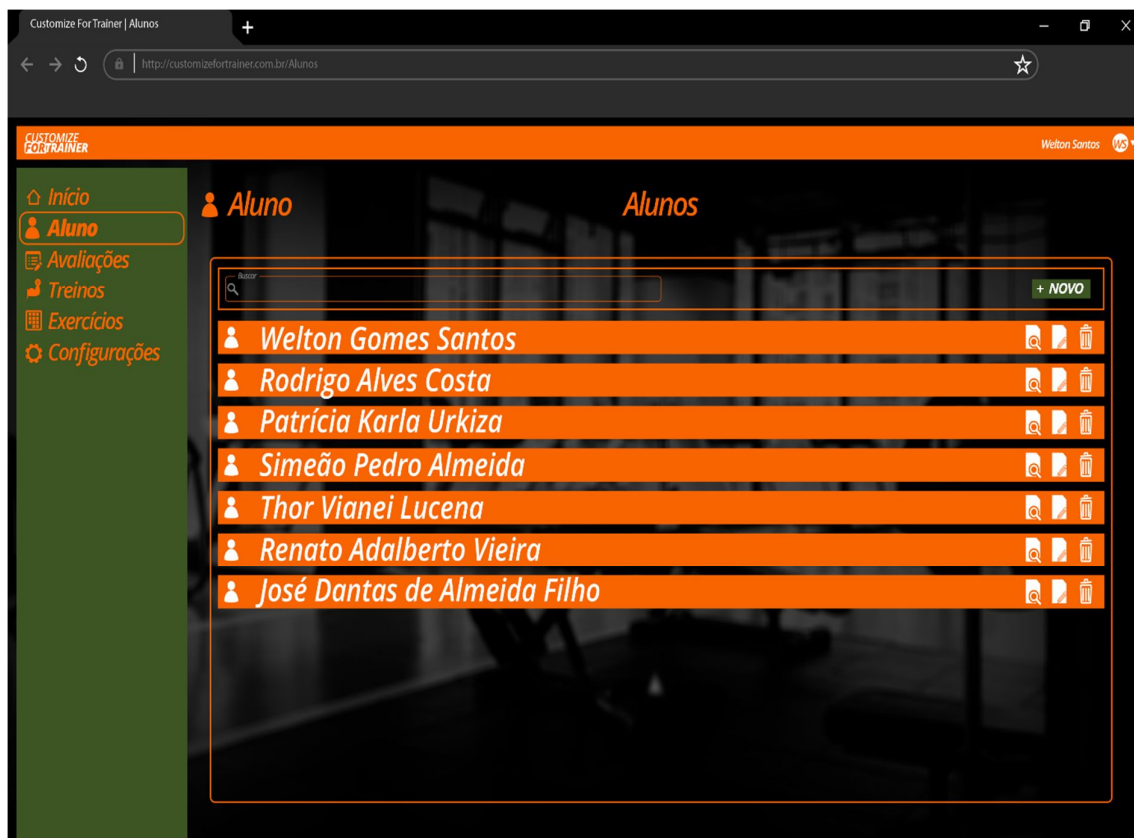 Customize For Trainer | Alunos
http://customizefortrainer.com.br/Alunos
CUSTOMIZE
FORTRAINER
Welton Santos
WS
Início
Aluno
Avaliações
Treinos
Exercícios
Configurações
Aluno
Alunos
Buscar
+ NOVO
Welton Gomes Santos
Rodrigo Alves Costa
Patrícia Karla Urkiza
Simeão Pedro Almeida
Thor Vianei Lucena
Renato Adalberto Vieira
José Dantas de Almeida Filho